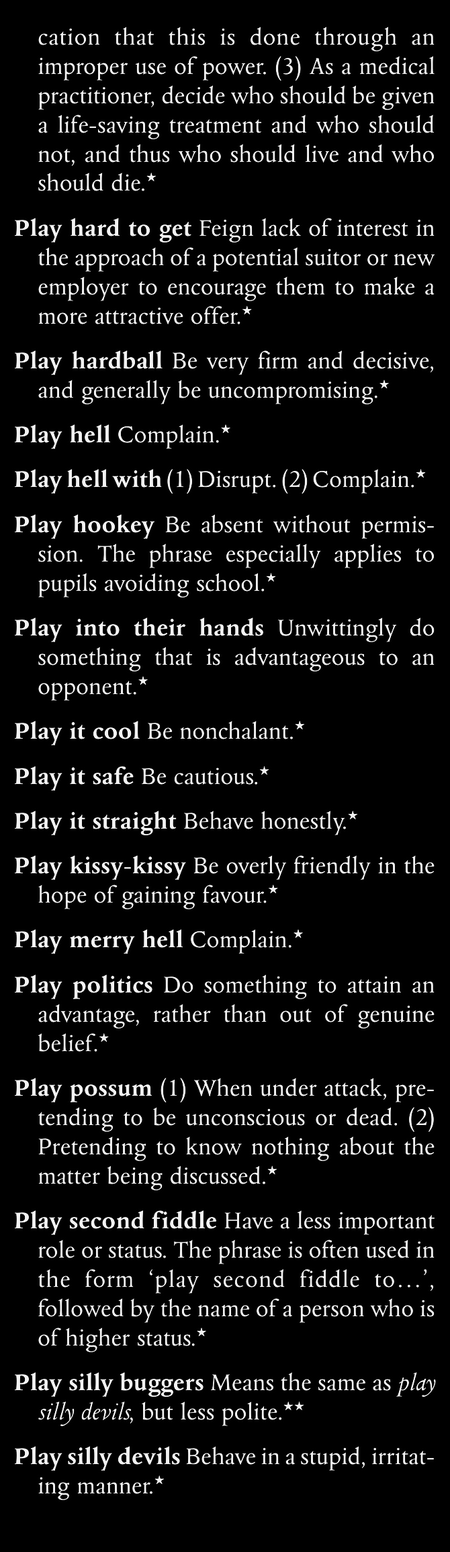 cation that this is done through an
improper use of power. (3) As a medical
practitioner, decide who should be given
a life-saving treatment and who should
not, and thus who should live and who
should die.★
Play hard to get Feign lack of interest in
the approach of a potential suitor or new
employer to encourage them to make a
more attractive offer.★
Play hardball Be very firm and decisive,
and generally be uncompromising.★
Play hell Complain.★
Play hell with (1) Disrupt. (2) Complain.★
Play hookey Be absent without permis-
sion. The phrase especially applies to
pupils avoiding school.★
Play into their hands Unwittingly do
something that is advantageous to an
opponent.★
Play it cool Be nonchalant.★
Play it safe Be cautious.★
Play it straight Behave honestly.★
Play kissy-kissy Be overly friendly in the
hope of gaining favour.★
Play merry hell Complain.★
Play politics Do something to attain an
advantage, rather than out of genuine
belief.★
Play possum (1) When under attack, pre-
tending to be unconscious or dead. (2)
Pretending to know nothing about the
matter being discussed.★
Play second fiddle Have a less important
role or status. The phrase is often used in
the form ‘play second fiddle to…’,
followed by the name of a person who is
of higher status.★
Play silly buggers Means the same as play
silly devils, but less polite.★★
Play silly devils Behave in a stupid, irritat-
ing manner.★